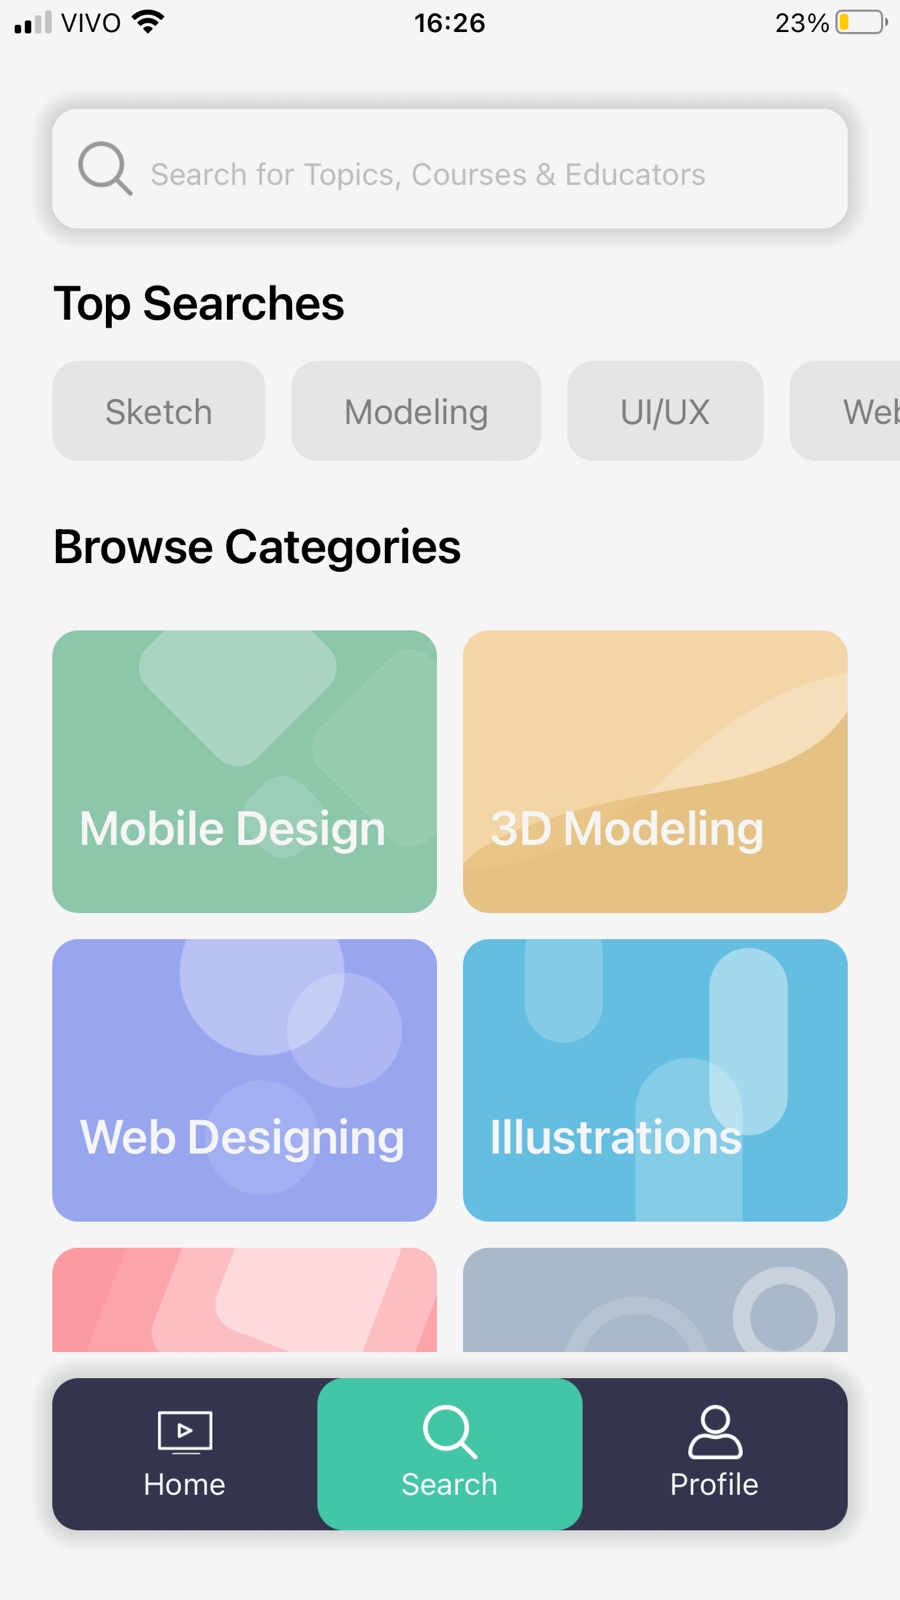 VIVO 16:26 23%
Search for Topics, Courses & Educators
Top Searches
Sketch Modeling UI/UX Web
Browse Categories
Mobile Design 3D Modeling
Web Designing Illustrations
Home Search Profile